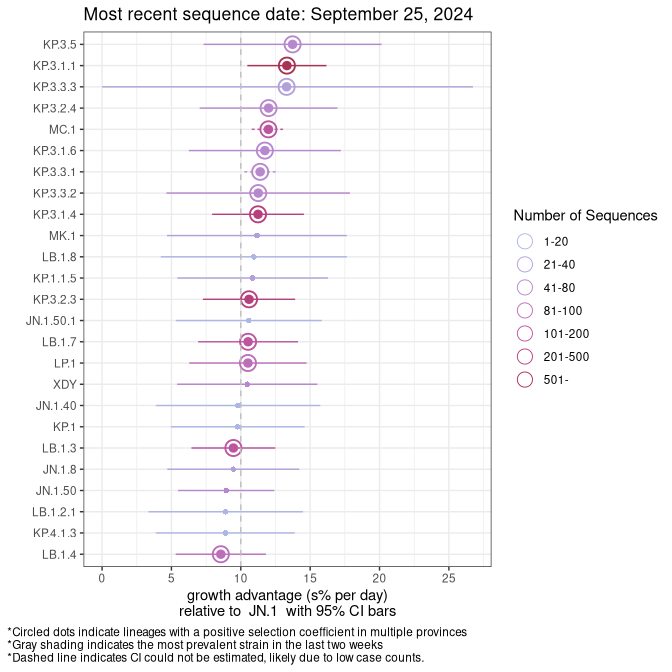 Most recent sequence date: September 25, 2024
KP.3.5
KP.3.1.1
KP.3.3.3
KP.3.2.4
MC.1
KP.3.1.6
KP.3.3.1
KP.3.3.2
KP.3.1.4
MK.1
LB.1.8
KP.1.1.5
KP.3.2.3
JN.1.50.1
LB.1.7
LP.1
XDY
JN.1.40
KP.1
LB.1.3
JN.1.8
JN.1.50
LB.1.2.1
KP.4.1.3
LB.1.4
0 5 10 15 20 25
growth advantage (s% per day)
relative to JN.1 with 95% CI bars
Number of Sequences
1-20
21-40
41-80
81-100
101-200
201-500
501-
*Circled dots indicate lineages with a positive selection coefficient in multiple provinces
*Gray shading indicates the most prevalent strain in the last two weeks
*Dashed line indicates CI could not be estimated, likely due to low case counts.